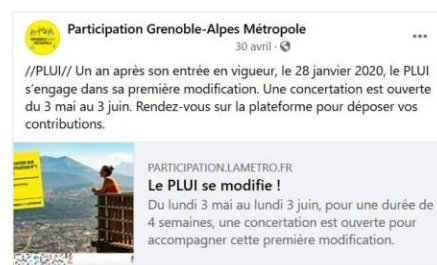 Participation Grenoble-Alpes Métropole
30 avril ·
//PLUI// Un an après son entrée en vigueur, le 28 janvier 2020, le PLUI
s'engage dans sa première modification. Une concertation est ouverte
du 3 mai au 3 juin. Rendez-vous sur la plateforme pour déposer vos
contributions.
PARTICIPATION.LAMETRO.FR
Le PLUI se modifie !
Du lundi 3 mai au lundi 3 juin, pour une durée de
4 semaines, une concertation est ouverte pour
accompagner cette première modification.